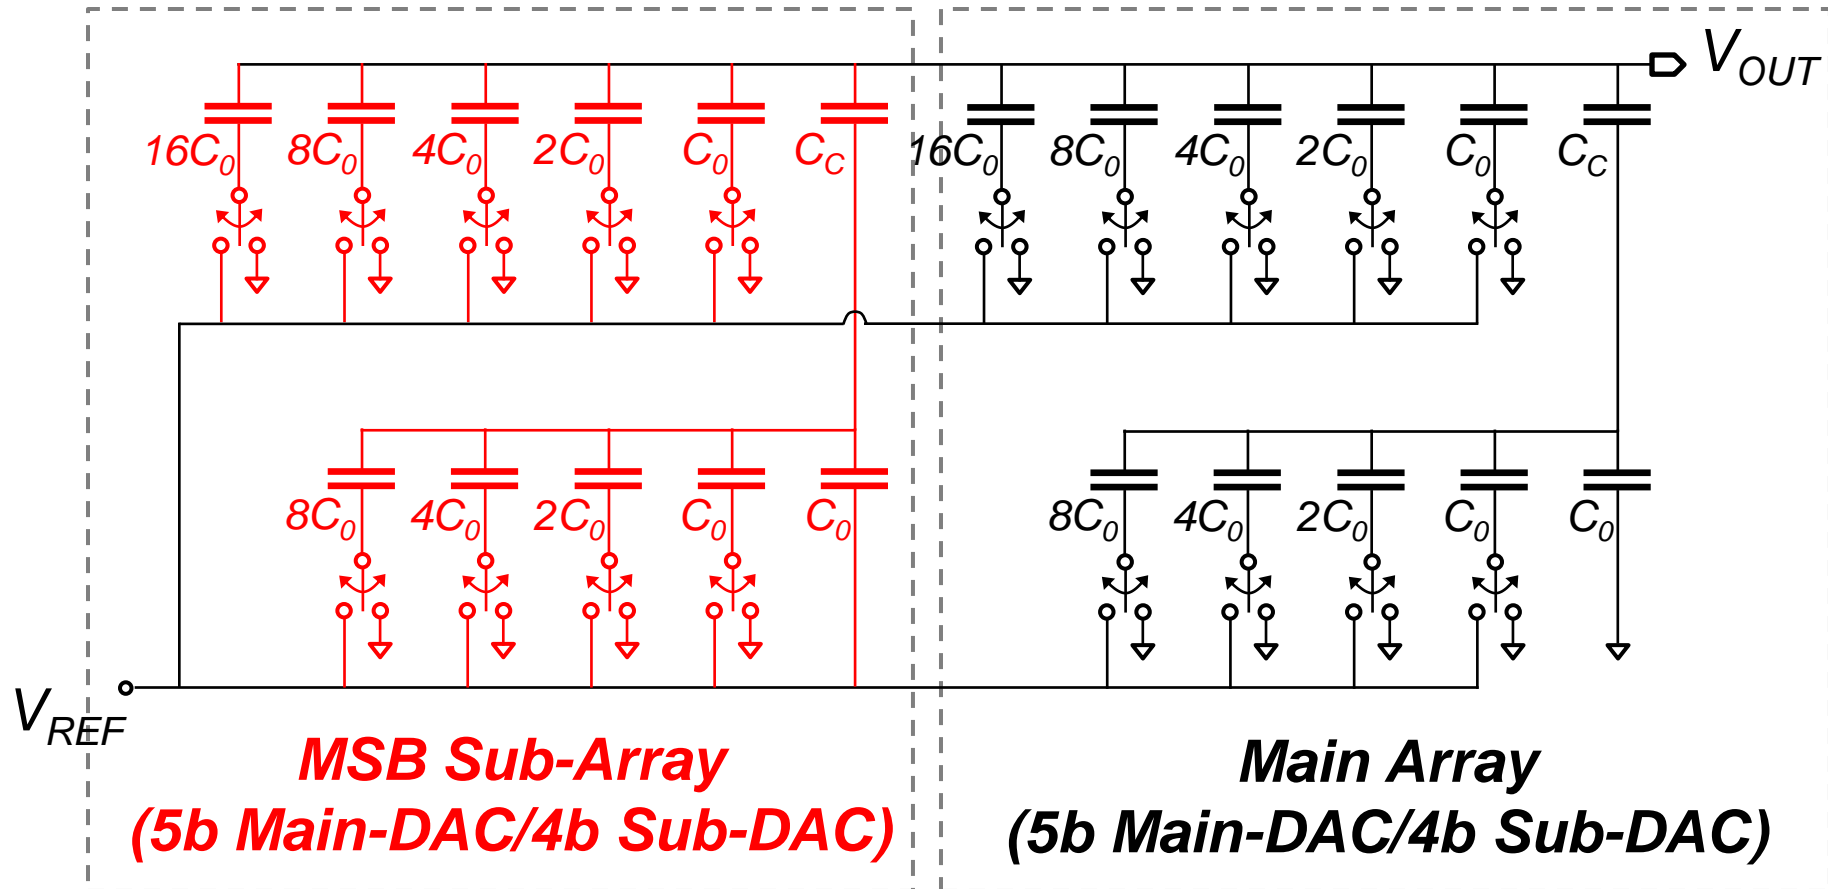 V_OUT
16C_0 8C_0 4C_0 2C_0 C_0 C_C 16C_0 8C_0 4C_0 2C_0 C_0 C_C
8C_0 4C_0 2C_0 C_0 C_0 8C_0 4C_0 2C_0 C_0 C_0
V_REF
MSB Sub-Array
(5b Main-DAC/4b Sub-DAC)
Main Array
(5b Main-DAC/4b Sub-DAC)